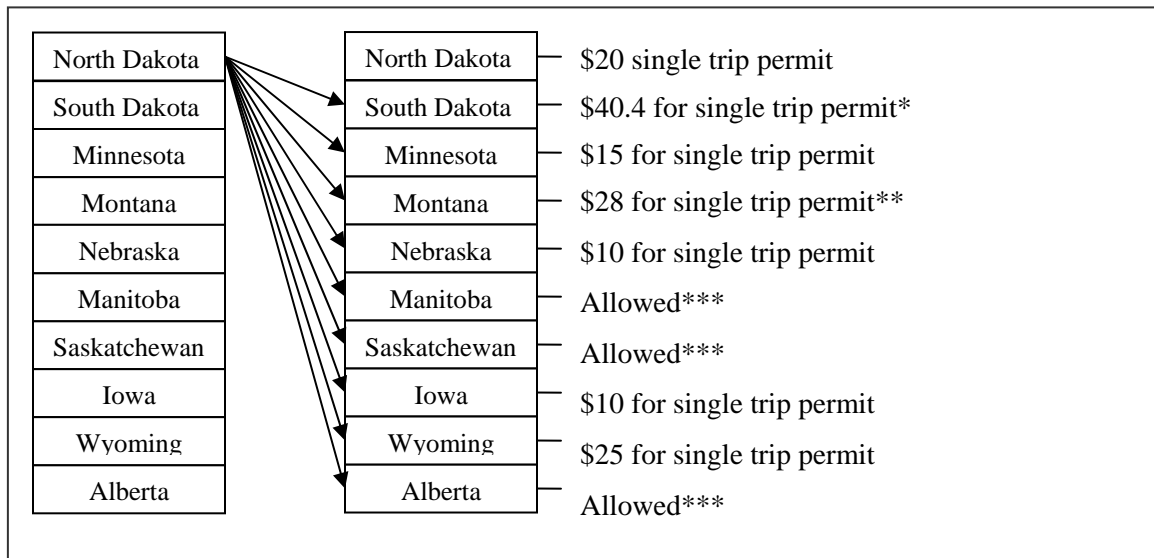 North Dakota North Dakota $20 single trip permit
South Dakota South Dakota $40.4 for single trip permit*
Minnesota Minnesota $15 for single trip permit
Montana Montana $28 for single trip permit**
Nebraska Nebraska $10 for single trip permit
Manitoba Manitoba Allowed***
Saskatchewan Saskatchewan Allowed***
Iowa Iowa $10 for single trip permit
Wyoming Wyoming $25 for single trip permit
Alberta Alberta Allowed***